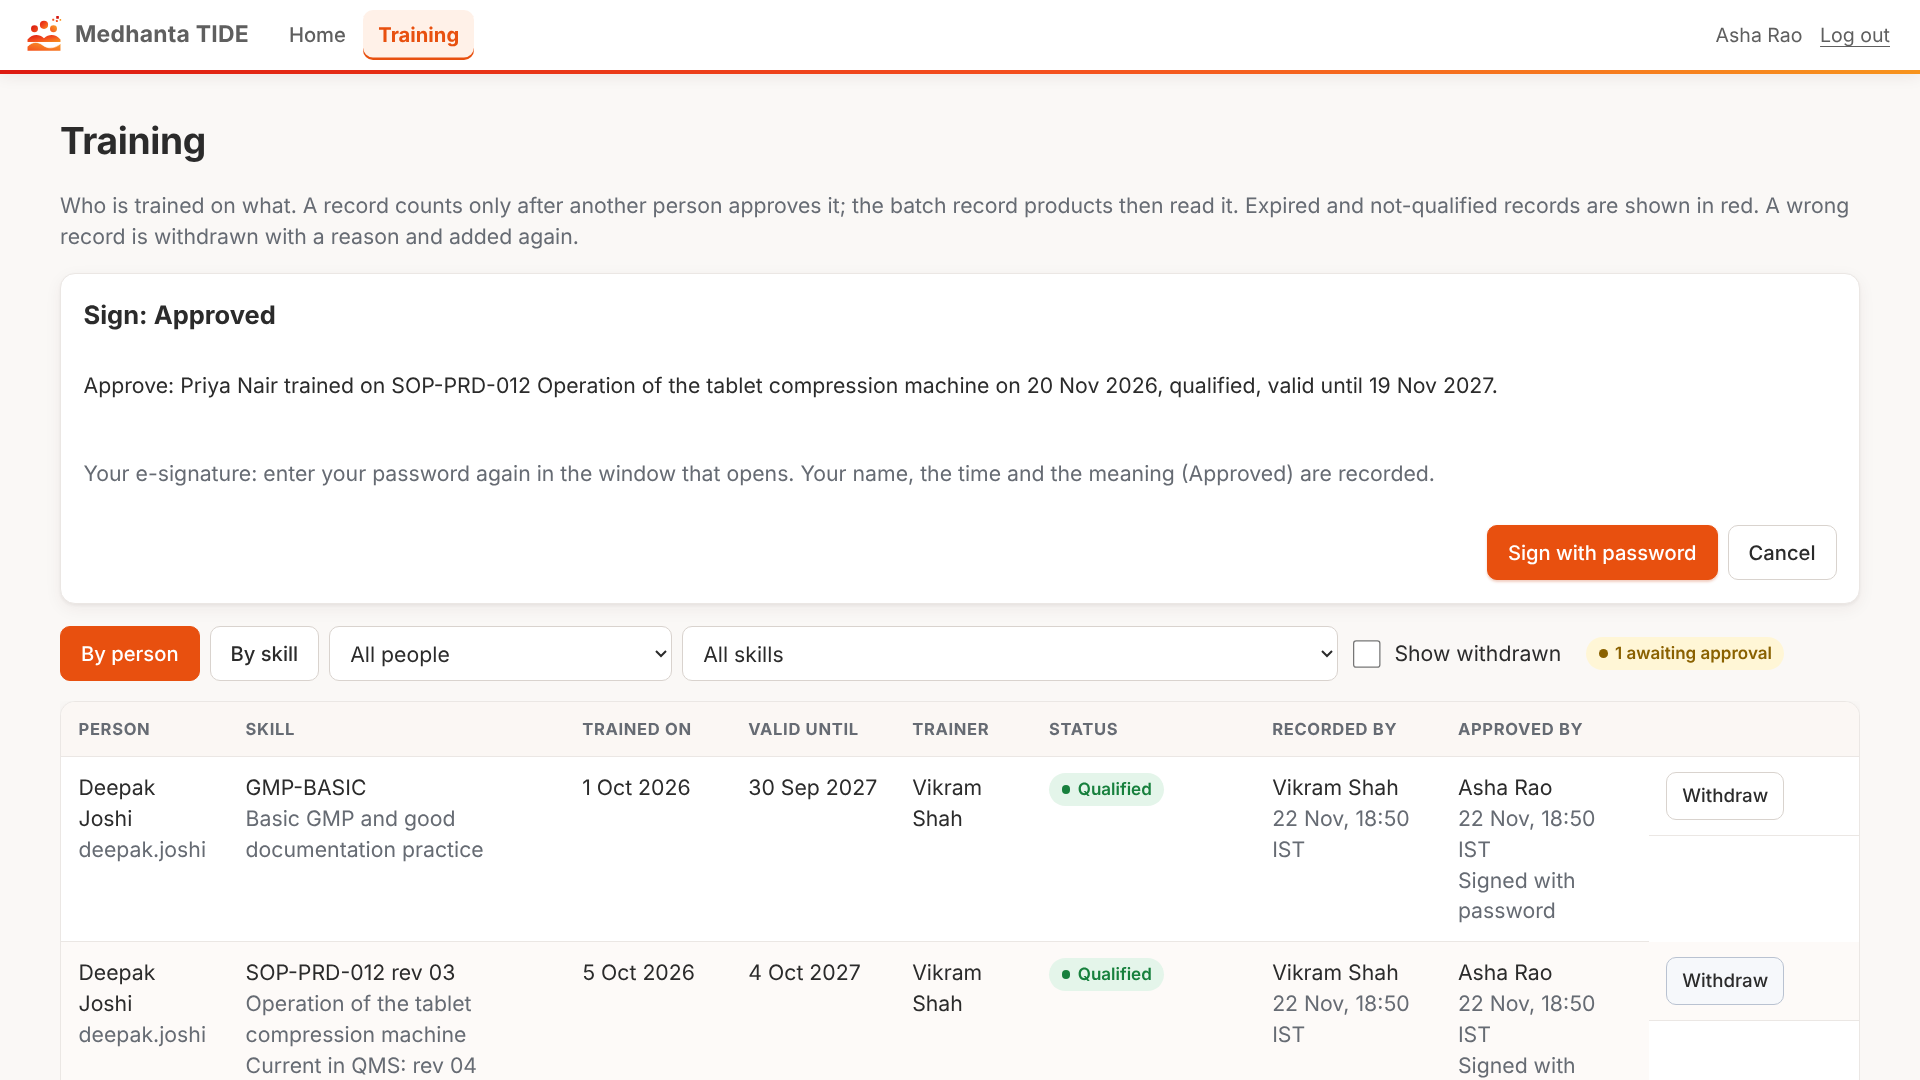 Medhanta TIDE Home Training Asha Rao Log out
Training
Who is trained on what. A record counts only after another person approves it; the batch record products then read it. Expired and not-qualified records are shown in red. A wrong
record is withdrawn with a reason and added again.
Sign: Approved
Approve: Priya Nair trained on SOP-PRD-012 Operation of the tablet compression machine on 20 Nov 2026, qualified, valid until 19 Nov 2027.
Your e-signature: enter your password again in the window that opens. Your name, the time and the meaning (Approved) are recorded.
Sign with password Cancel
By person By skill All people All skills Show withdrawn 1 awaiting approval
PERSON SKILL TRAINED ON VALID UNTIL TRAINER STATUS RECORDED BY APPROVED BY
Deepak GMP-BASIC 1 Oct 2026 30 Sep 2027 Vikram Qualified Vikram Shah Asha Rao Withdraw
Joshi Basic GMP and good Shah 22 Nov, 18:50 22 Nov, 18:50
deepak.joshi documentation practice IST IST
Signed with
password
Deepak SOP-PRD-012 rev 03 5 Oct 2026 4 Oct 2027 Vikram Qualified Vikram Shah Asha Rao Withdraw
Joshi Operation of the tablet Shah 22 Nov, 18:50 22 Nov, 18:50
deepak.joshi compression machine IST IST
Current in QMS: rev 04 Signed with